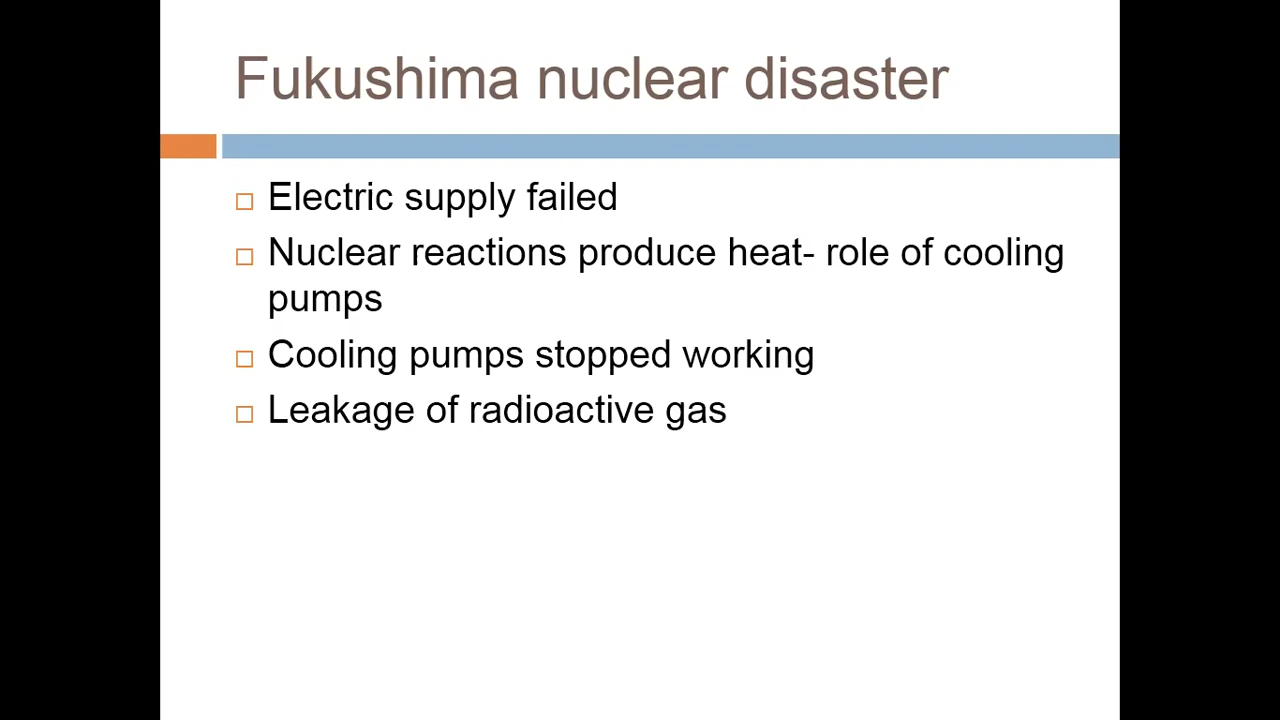 Fukushima nuclear disaster
Electric supply failed
Nuclear reactions produce heat- role of cooling
pumps
Cooling pumps stopped working
Leakage of radioactive gas